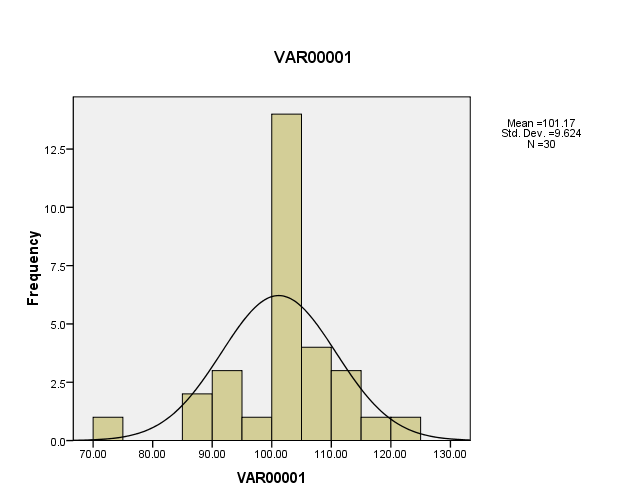 VAR00001
Mean =101.17
Std. Dev. =9.624
N =30
12.5
10.0
7.5
5.0
2.5
0.0
Frequency
70.00 80.00 90.00 100.00 110.00 120.00 130.00
VAR00001